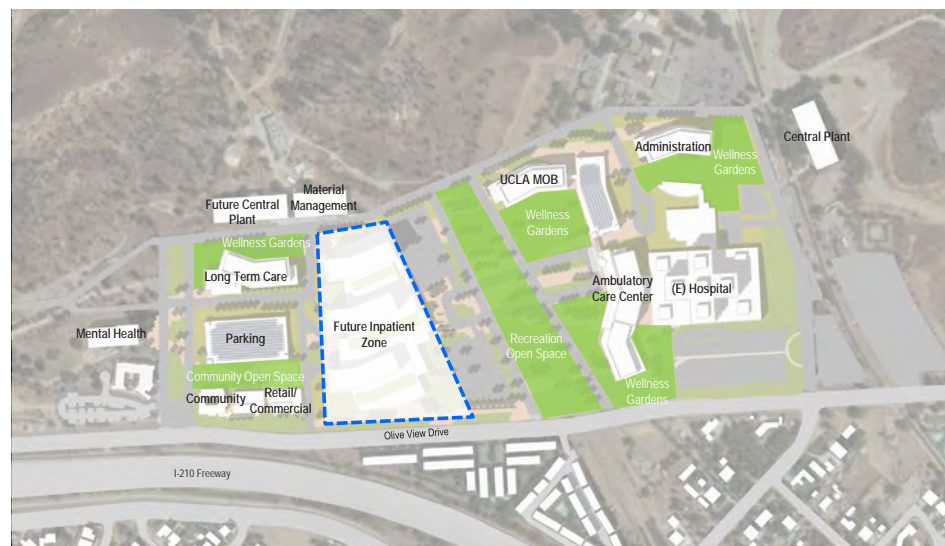 Central Plant
Administration
Wellness
Gardens
UCLA MOB
Material
Management
Future Central
Plant
Wellness
Gardens
Wellness Gardens
Long Term Care
Ambulatory
Care Center
(E) Hospital
Mental Health
Parking
Future Inpatient
Zone
Recreation
Open Space
Community Open Space
Community
Retail/
Commercial
Wellness
Gardens
Olive View Drive
I-210 Freeway